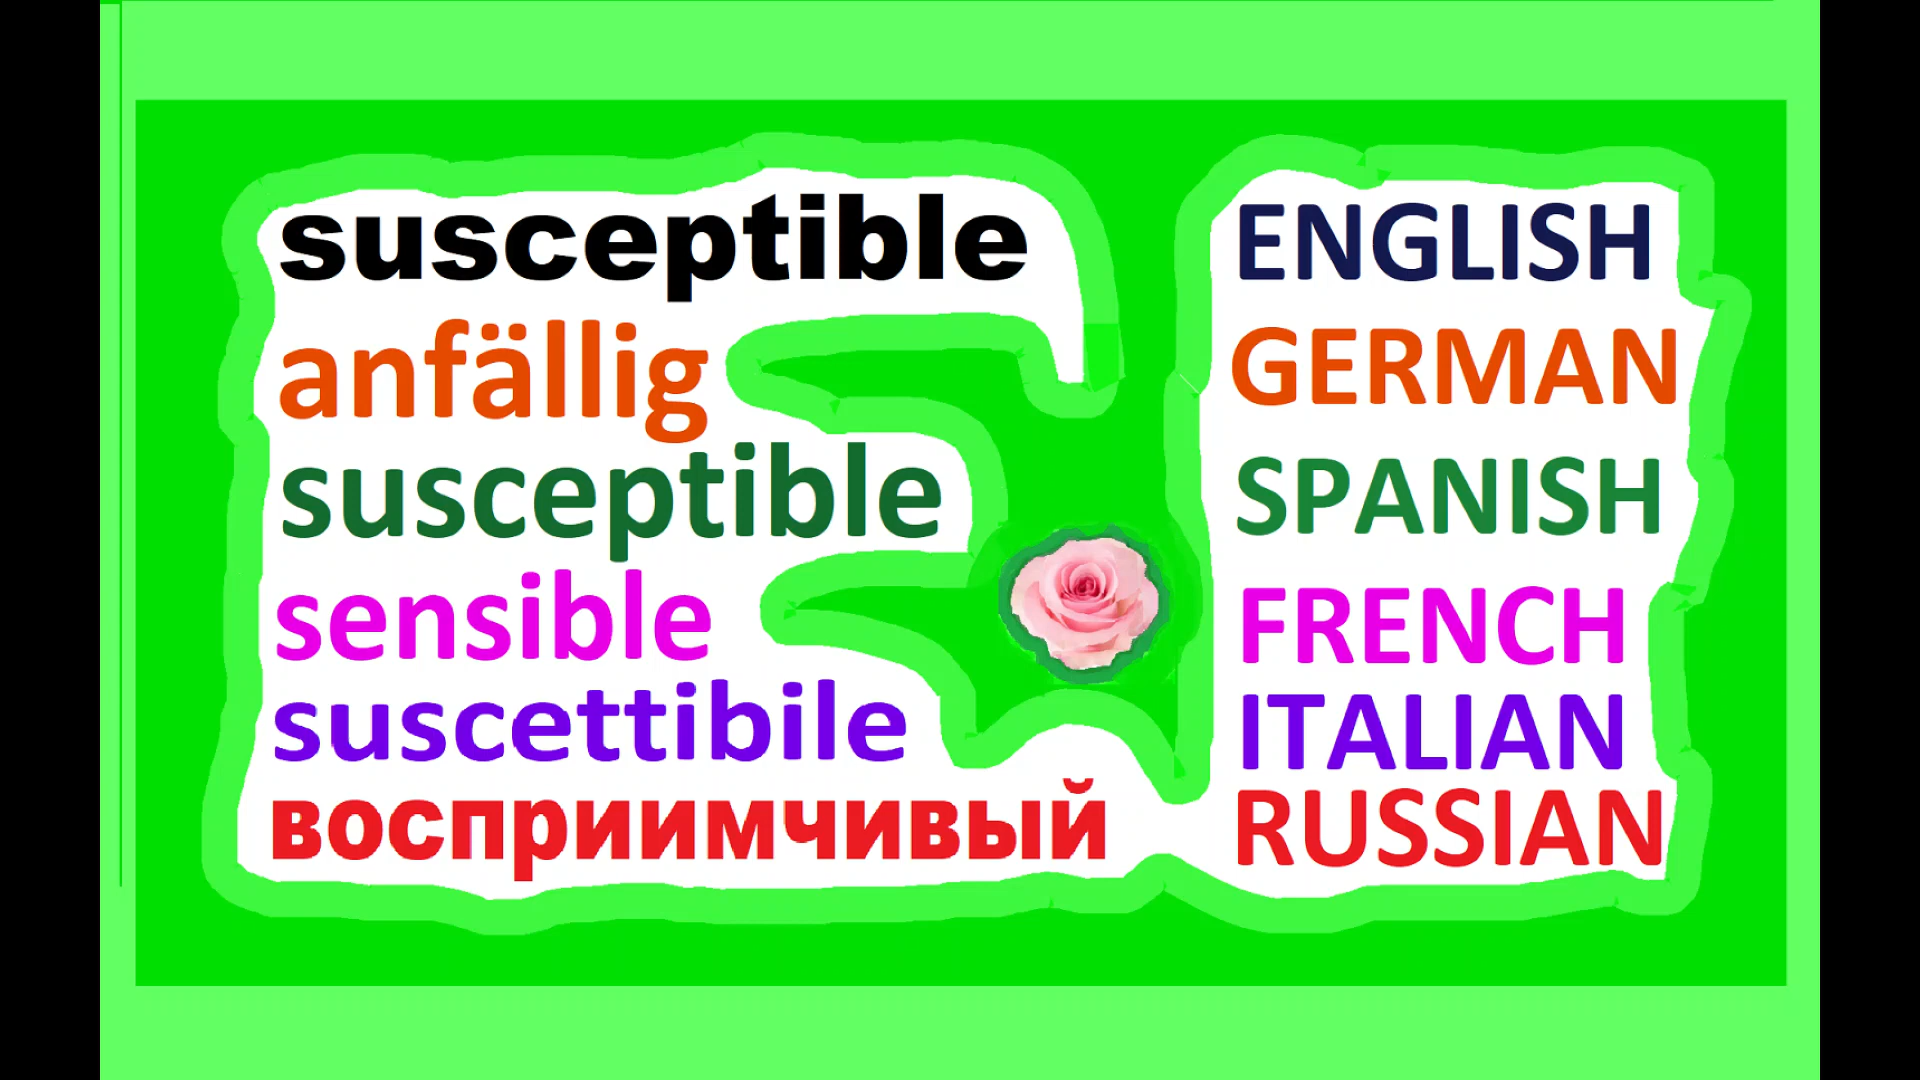 susceptible ENGLISH
anfällig GERMAN
susceptible SPANISH
sensible FRENCH
suscettibile ITALIAN
восприимчивый RUSSIAN